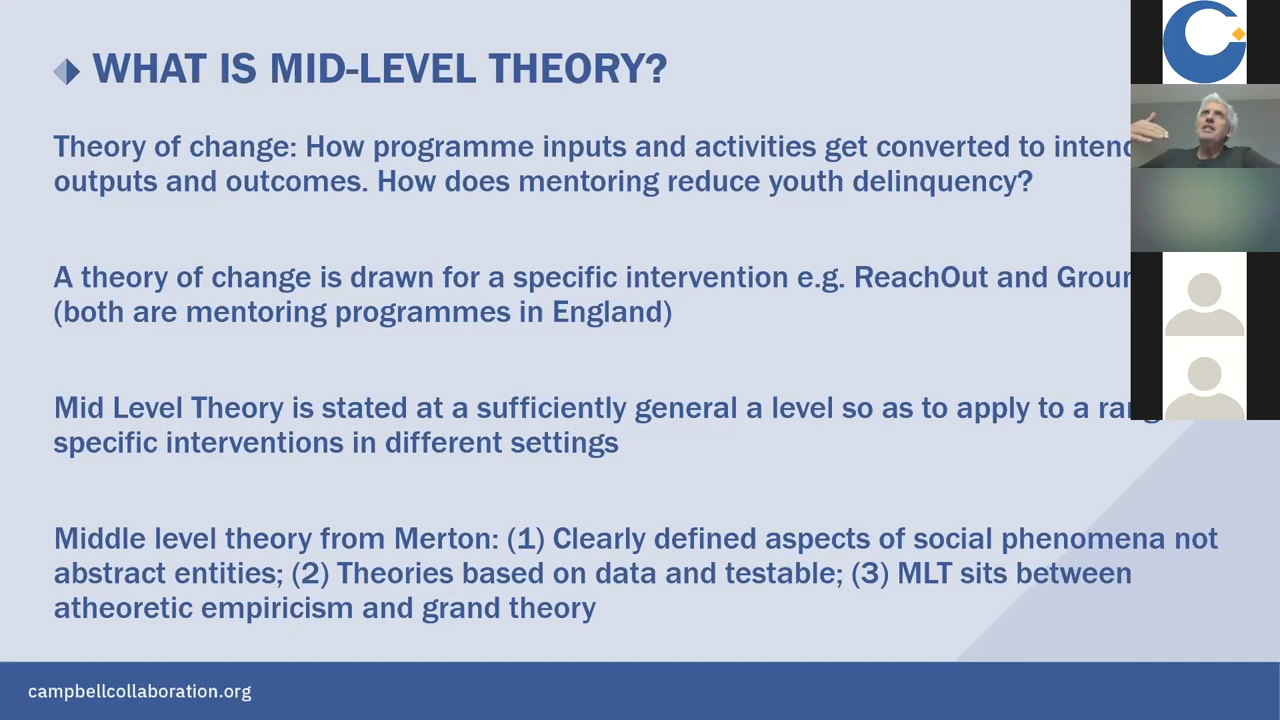 WHAT IS MID-LEVEL THEORY?
Theory of change: How programme inputs and activities get converted to
outputs and outcomes. How does mentoring reduce youth delinquency?
A theory of change is drawn for a specific intervention e.g. ReachOut and
(both are mentoring programmes in England)
Mid Level Theory is stated at a sufficiently general a level so as to apply to a
specific interventions in different settings
Middle level theory from Merton: (1) Clearly defined aspects of social phenomena not
abstract entities; (2) Theories based on data and testable; (3) MLT sits between
atheoretic empiricism and grand theory
campbellcollaboration.org